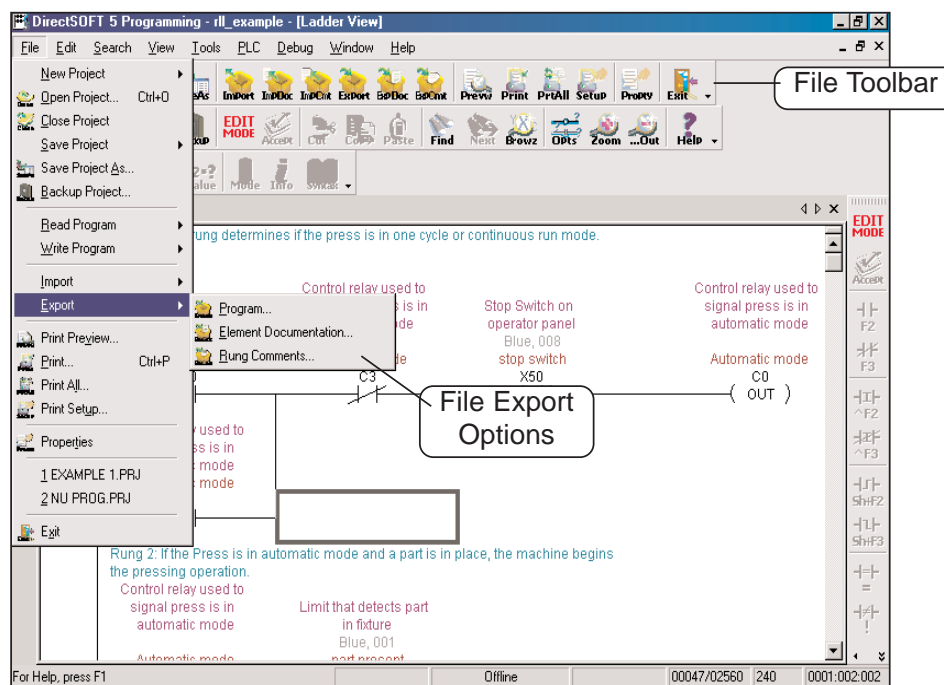 DirectSOFT 5 Programming - rll_example - [Ladder View]
File Edit Search View Tools PLC Debug Window Help
New Project
Open Project... Ctrl+O
Close Project
Save Project
Save Project As...
Backup Project...
Read Program
Write Program
Import
Export
Print Preview...
Print... Ctrl+P
Print All...
Print Setup...
Properties
1 EXAMPLE 1.PRJ
2 NU PROG.PRJ
Exit
Program...
Element Documentation...
Rung Comments...
Import ImpDoc ImpCmt Export ExpDoc ExpCmt Prevw Print PrtAll Setup Propty Exit
File Toolbar
EDIT MODE Accept Cut Copy Paste Find Next Browz Opts Zoom ...Out Help
Mode Info Syntax
rung determines if the press is in one cycle or continuous run mode.
Control relay used to
C3
Stop Switch on
operator panel
Blue, 008
stop switch
X50
Control relay used to
signal press is in
automatic mode
Automatic mode
C0
OUT
File Export
Options
used to
mode
mode
Rung 2: If the Press is in automatic mode and a part is in place, the machine begins
the pressing operation.
Control relay used to
signal press is in
automatic mode
Automatic mode
Limit that detects part
in fixture
Blue, 001
part present
EDIT
MODE
Accept
F2
F3
^F2
^F3
Sh+F2
Sh+F3
=
!
For Help, press F1
Offline
00047/02560 240 0001:002:002